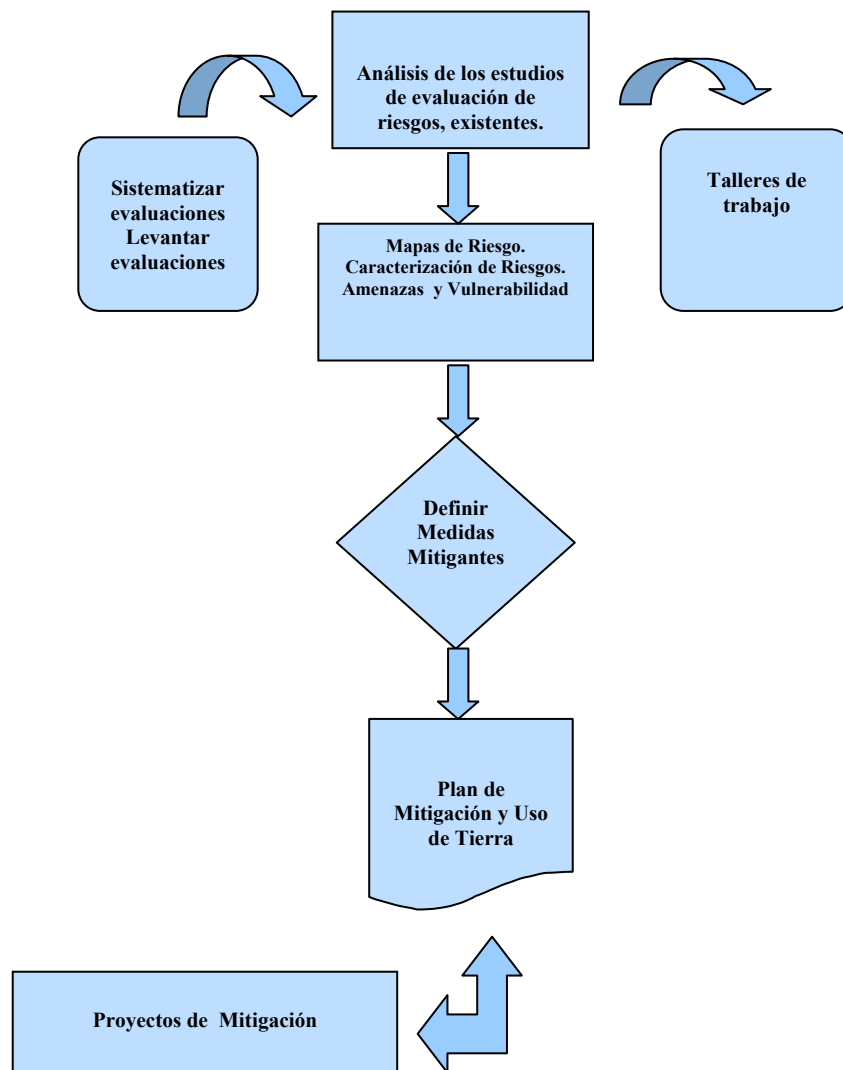 Análisis de los estudios
de evaluación de
riesgos, existentes.
Sistematizar
evaluaciones
Levantar
evaluaciones
Talleres de
trabajo
Mapas de Riesgo.
Caracterización de Riesgos.
Amenazas y Vulnerabilidad
Definir
Medidas
Mitigantes
Plan de
Mitigación y Uso
de Tierra
Proyectos de Mitigación